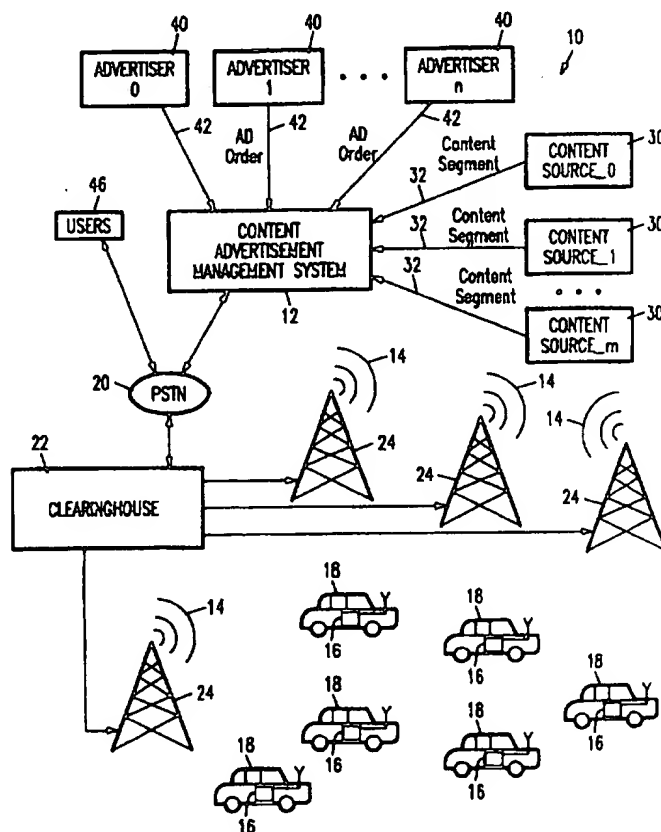 40
40
40
10
ADVERTISER
0
ADVERTISER
1
• • •
ADVERTISER
n
42
42
42
AD
Order
AD
Order
Content
Segment
32
30
CONTENT
SOURCE_0
46
USERS
CONTENT
ADVERTISEMENT
MANAGEMENT SYSTEM
12
Content
Segment
32
30
CONTENT
SOURCE_1
• • •
Content
Segment
32
30
CONTENT
SOURCE_m
20
PSTN
14
14
14
24
24
24
22
CLEARINGHOUSE
14
24
18
16
18
16
18
16
18
16
18
16
18
16